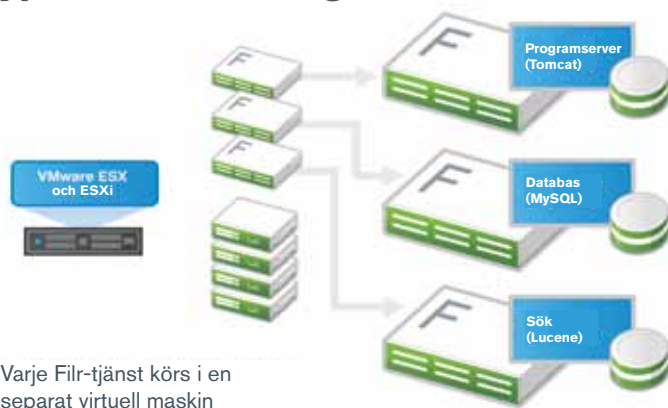 VMware ESX
och ESXi
F
F
F
F
Programserver
(Tomcat)
F
Databas
(MySQL)
F
Sök
(Lucene)
Varje Filr-tjänst körs i en
separat virtuell maskin